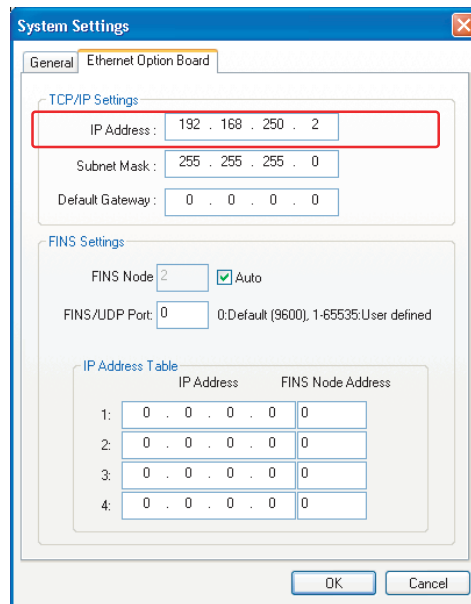 System Settings
General Ethernet Option Board
TCP/IP Settings
IP Address : 192 . 168 . 250 . 2
Subnet Mask : 255 . 255 . 255 . 0
Default Gateway : 0 . 0 . 0 . 0
FINS Settings
FINS Node 2 Auto
FINS/UDP Port: 0 0:Default (9600), 1-65535:User defined
IP Address Table
IP Address FINS Node Address
1: 0 . 0 . 0 . 0 0
2: 0 . 0 . 0 . 0 0
3: 0 . 0 . 0 . 0 0
4: 0 . 0 . 0 . 0 0
OK Cancel